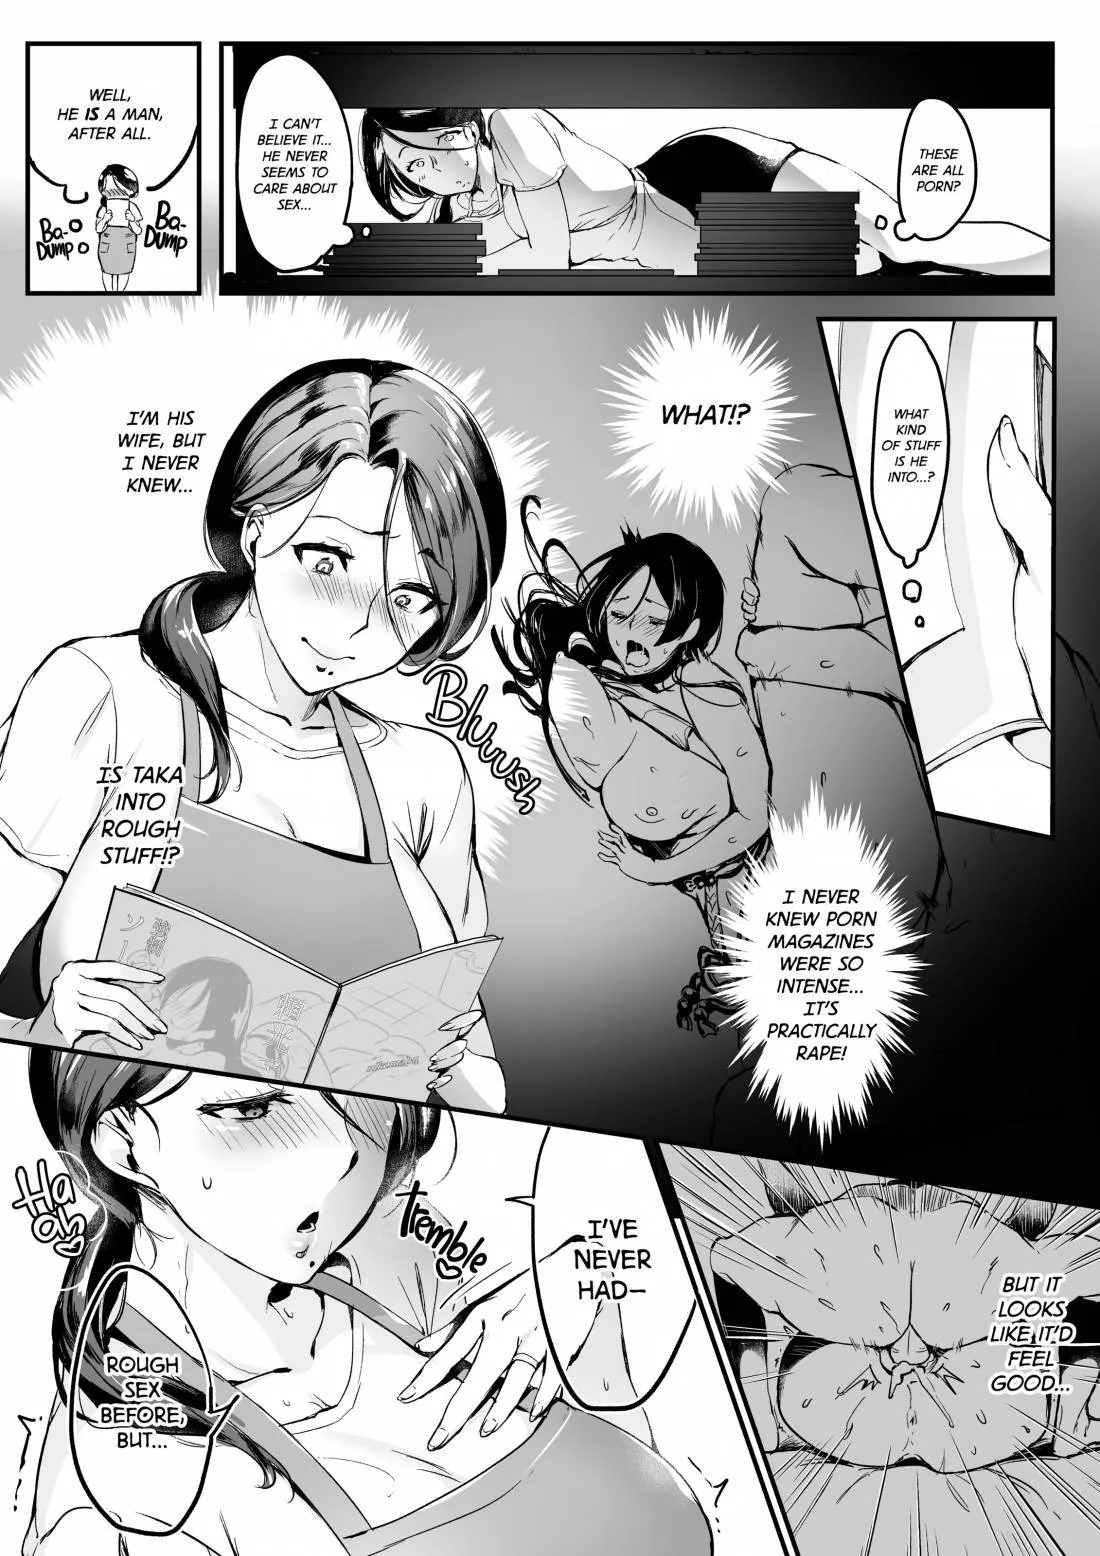 WELL,
HE IS A MAN,
AFTER ALL.
BA-
DUMP
BA-
DUMP
I CAN'T
BELIEVE IT...
HE NEVER
SEEMS TO
CARE ABOUT
SEX...
THESE
ARE ALL
PORN?
WHAT
KIND
OF STUFF
IS HE
INTO...?
WHAT!?
I'M HIS
WIFE, BUT
I NEVER
KNEW...
Bluuush
IS TAKA
INTO
ROUGH
STUFF!?
I NEVER
KNEW PORN
MAGAZINES
WERE SO
INTENSE...
IT'S
PRACTICALLY
RAPE!
Ha
ah
Tremble
I'VE
NEVER
HAD—
ROUGH
SEX
BEFORE,
BUT...
BUT IT
LOOKS
LIKE IT'D
FEEL
GOOD...